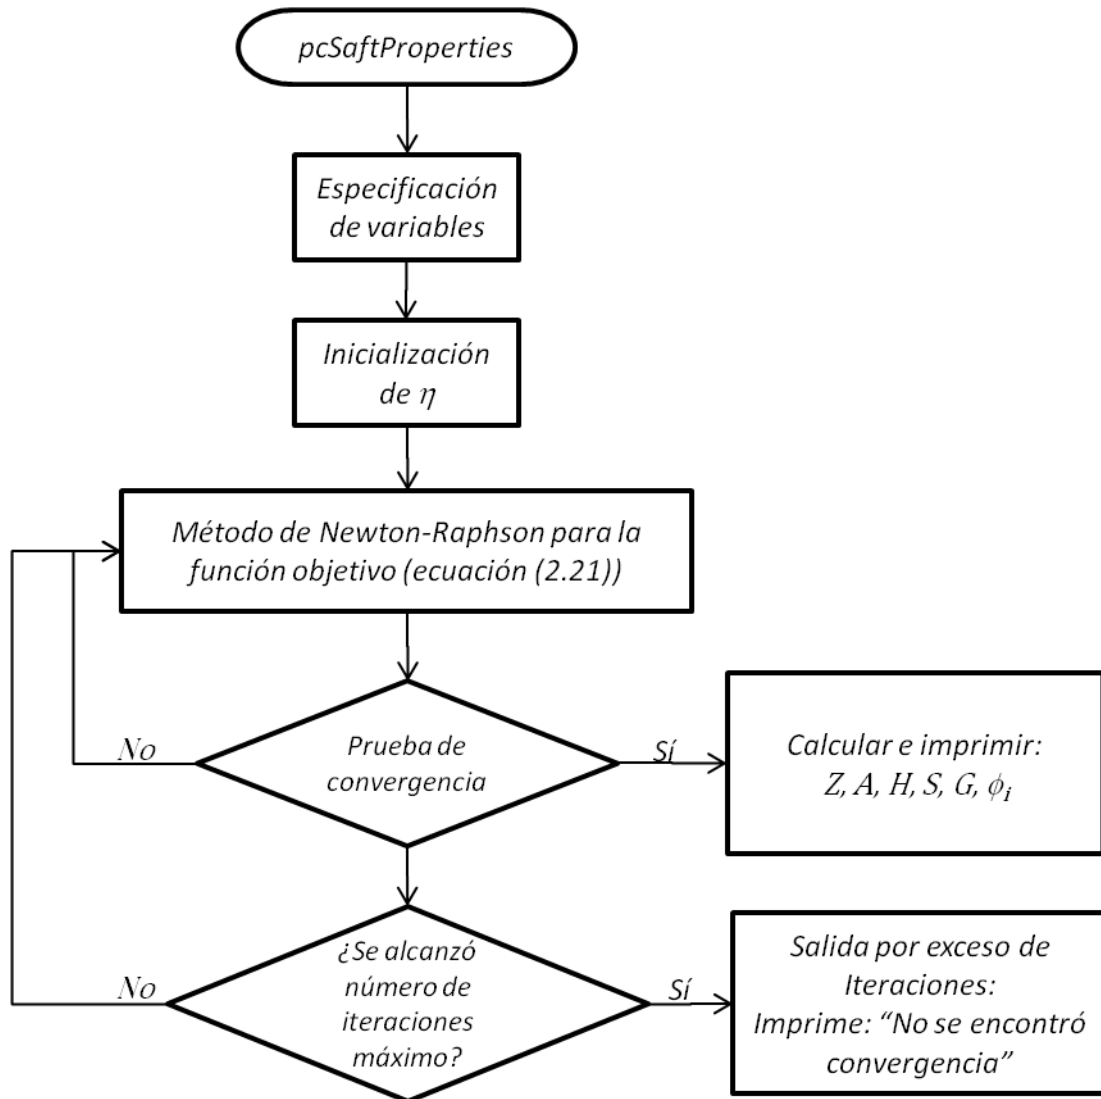 pcSaftProperties
Especificación
de variables
Inicialización
de η
Método de Newton-Raphson para la
función objetivo (ecuación (2.21))
Prueba de
convergencia
No
Sí
Calcular e imprimir:
Z, A, H, S, G, ϕi
¿Se alcanzó
número de
iteraciones
máximo?
No
Sí
Salida por exceso de
Iteraciones:
Imprime: “No se encontró
convergencia”